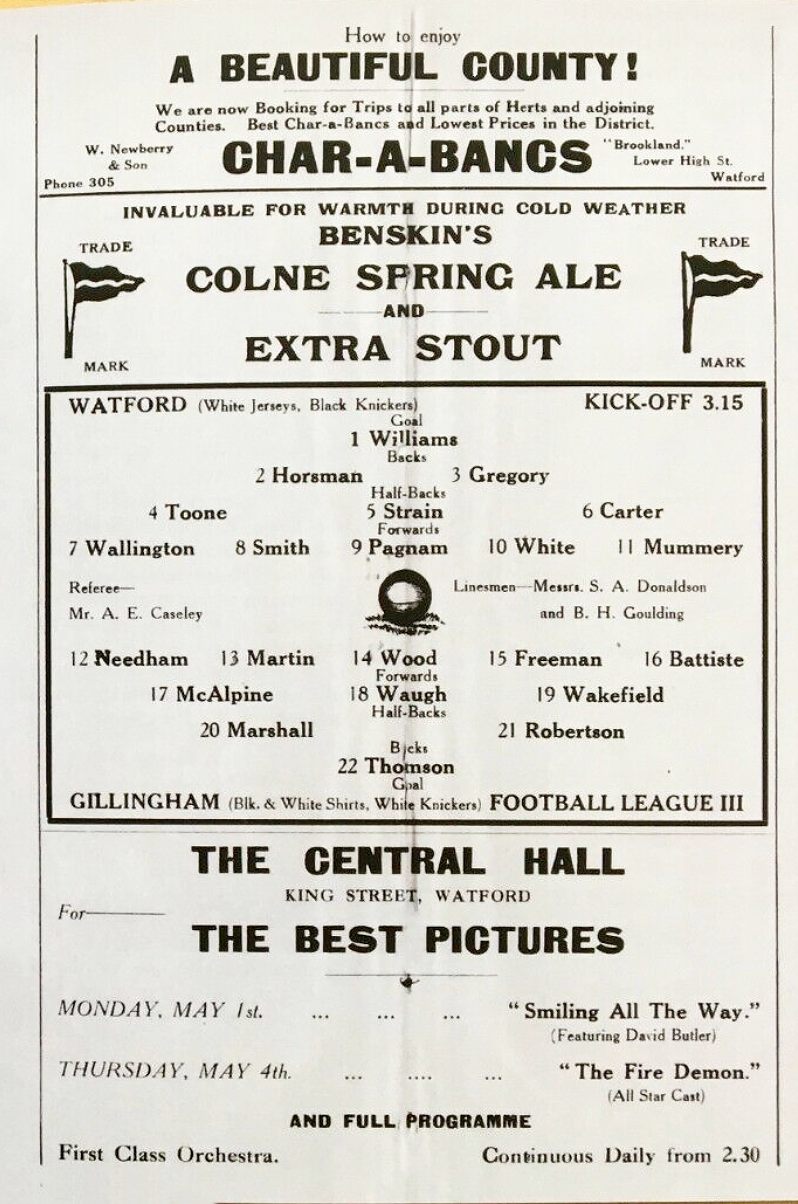 How to enjoy
A BEAUTIFUL COUNTY!
We are now Booking for Trips to all parts of Herts and adjoining
Counties. Best Char-a-Bancs and Lowest Prices in the District.
W. Newberry
& Son
Phone 305
CHAR-A-BANCS
"Brookland."
Lower High St.
Watford
INVALUABLE FOR WARMTH DURING COLD WEATHER
BENSKIN'S
TRADE
MARK
COLNE SPRING ALE
AND
EXTRA STOUT
TRADE
MARK
WATFORD (White Jerseys, Black Knickers) KICK-OFF 3.15
Goal
1 Williams
Backs
2 Horsman 3 Gregory
Half-Backs
4 Toone 5 Strain 6 Carter
Forwards
7 Wallington 8 Smith 9 Pagnam 10 White 11 Mummery
Referee—
Mr. A. E. Caseley
Linesmen—Messrs. S. A. Donaldson
and B. H. Goulding
12 Needham 13 Martin 14 Wood 15 Freeman 16 Battiste
Forwards
17 McAlpine 18 Waugh 19 Wakefield
Half-Backs
20 Marshall 21 Robertson
Backs
22 Thomson
Goal
GILLINGHAM (Blk. & White Shirts, White Knickers) FOOTBALL LEAGUE III
THE CENTRAL HALL
KING STREET, WATFORD
For—
THE BEST PICTURES
MONDAY, MAY 1st. ... ... ... "Smiling All The Way."
(Featuring David Butler)
THURSDAY, MAY 4th. ... .... ... "The Fire Demon."
(All Star Cast)
AND FULL PROGRAMME
First Class Orchestra. Continuous Daily from 2.30